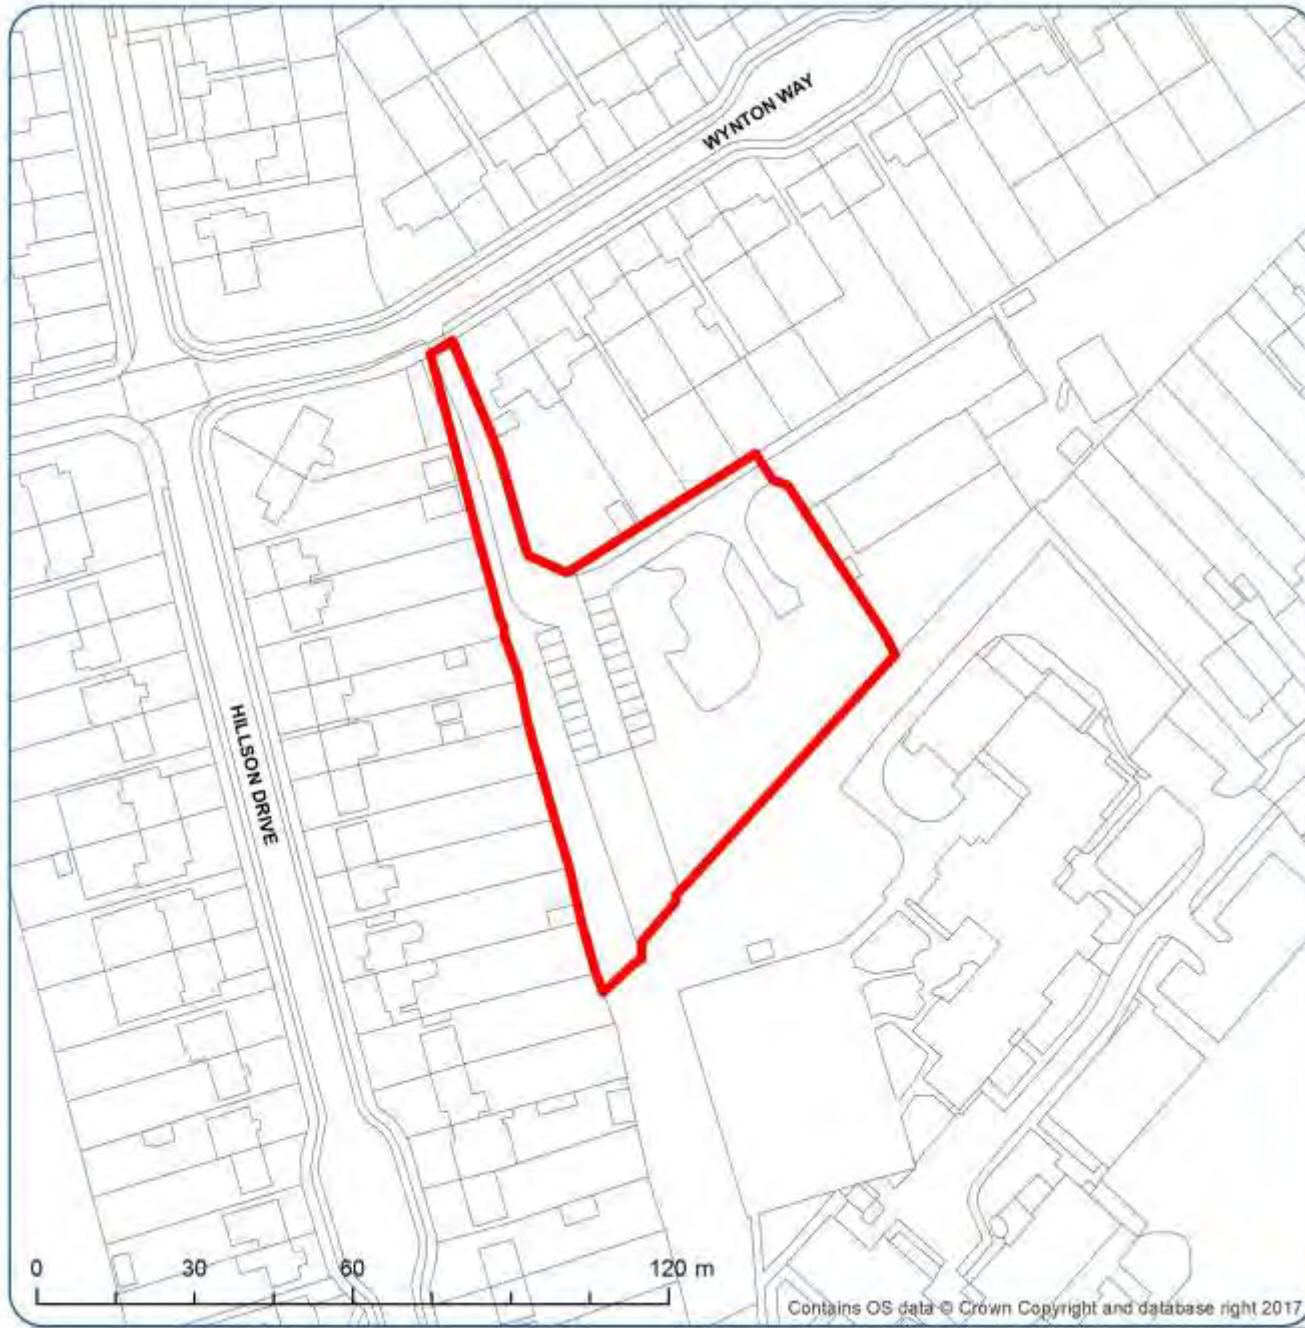 WYNTON WAY
HILLSON DRIVE
0 30 60 120 m
Contains OS data © Crown Copyright and database right 2017